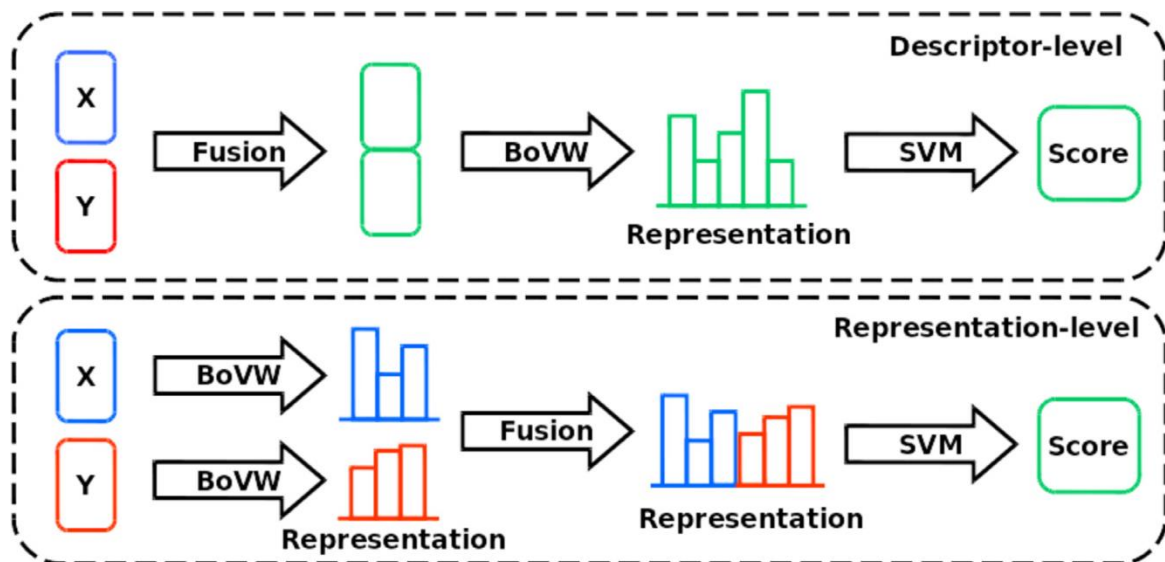 Descriptor-level
X
Y
Fusion
BoVW
Representation
SVM
Score
Representation-level
X
Y
BoVW
BoVW
Representation
Fusion
Representation
SVM
Score